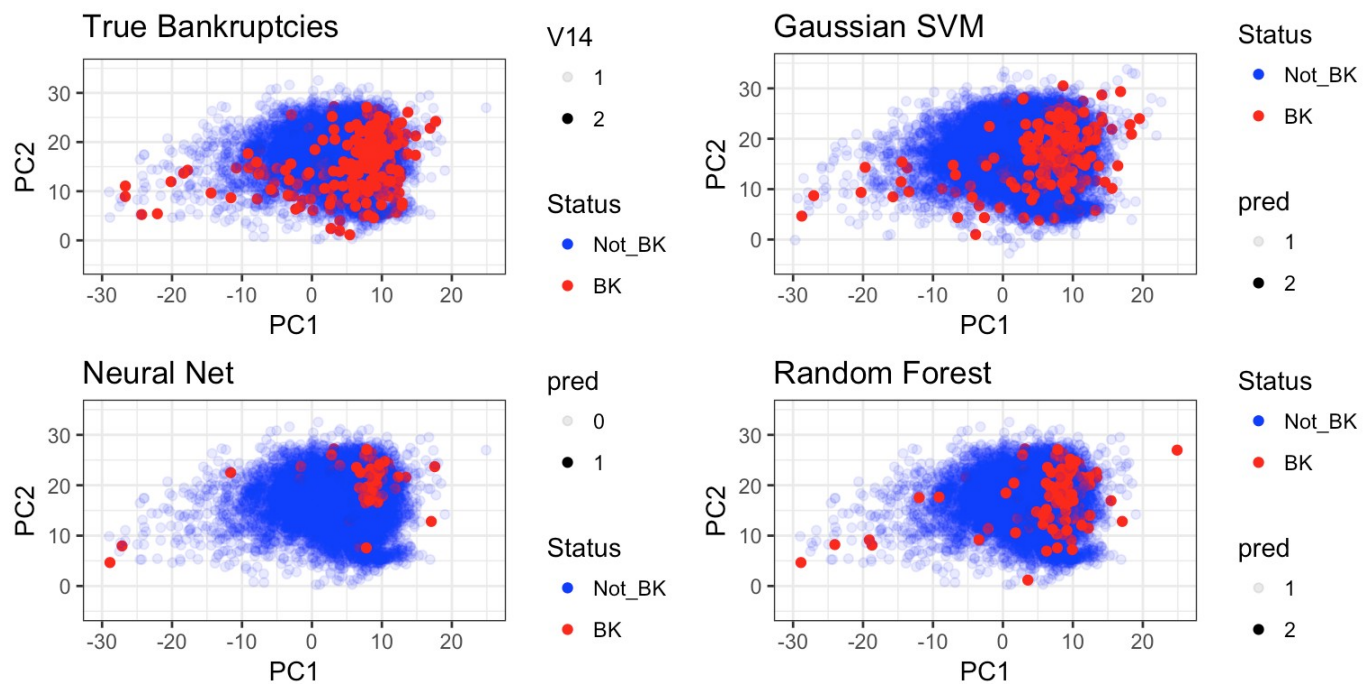 True Bankruptcies
PC2
30
20
10
0
-30 -20 -10 0 10 20
PC1
V14
1
2
Status
Not_BK
BK
Gaussian SVM
PC2
30
20
10
0
-30 -20 -10 0 10 20
PC1
Status
Not_BK
BK
pred
1
2
Neural Net
PC2
30
20
10
0
-30 -20 -10 0 10 20
PC1
pred
0
1
Status
Not_BK
BK
Random Forest
PC2
30
20
10
0
-30 -20 -10 0 10 20
PC1
Status
Not_BK
BK
pred
1
2